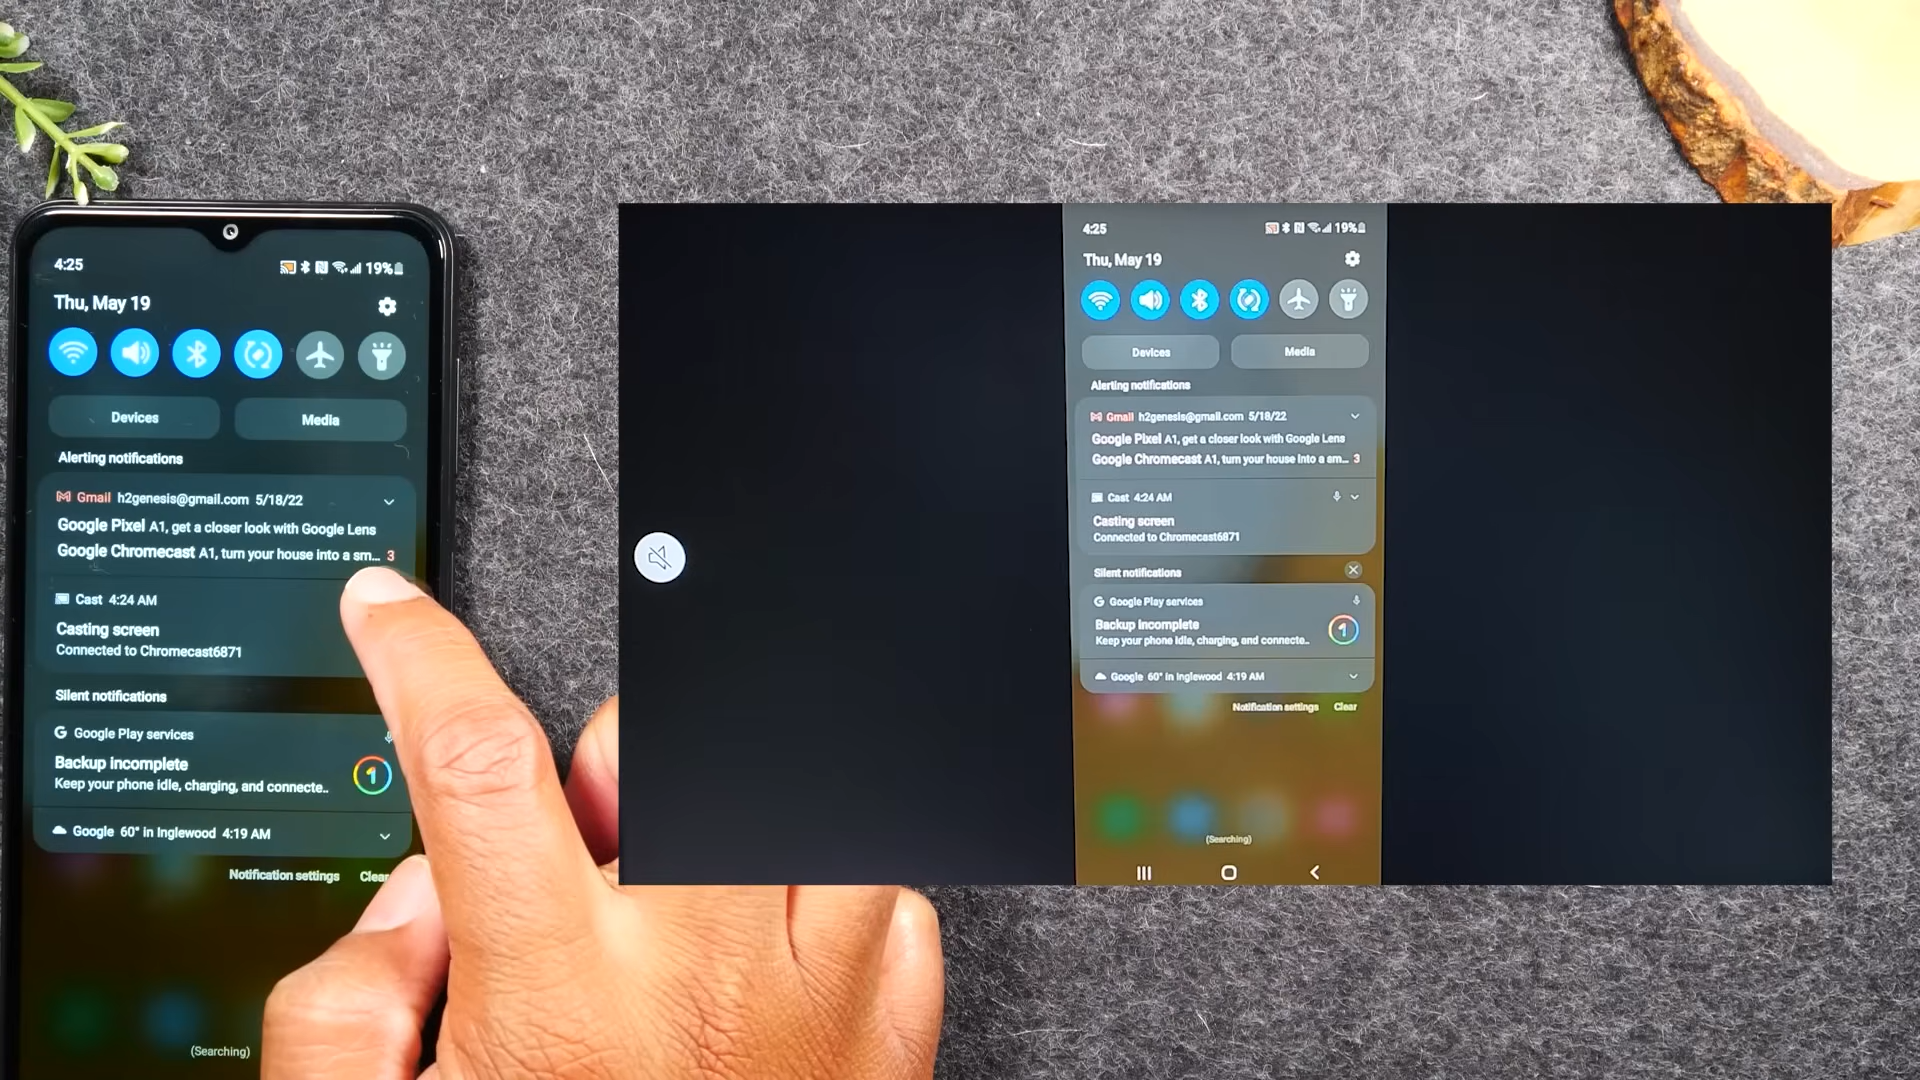 4:25
19%
Thu, May 19
Devices
Media
Alerting notifications
Gmail h2genesis@gmail.com 5/18/22
Google Pixel A1, get a closer look with Google Lens
Google Chromecast A1, turn your house into a sm... 3
Cast 4:24 AM
Casting screen
Connected to Chromecast6871
Silent notifications
Google Play services
Backup incomplete
Keep your phone idle, charging, and connecte..
1
Google 60° in Inglewood 4:19 AM
Notification settings
Clear
(Searching)
4:25
19%
Thu, May 19
Devices
Media
Alerting notifications
Gmail h2genesis@gmail.com 5/18/22
Google Pixel A1, get a closer look with Google Lens
Google Chromecast A1, turn your house into a sm... 3
Cast 4:24 AM
Casting screen
Connected to Chromecast6871
Silent notifications
Google Play services
Backup incomplete
Keep your phone idle, charging, and connecte..
1
Google 60° in Inglewood 4:19 AM
Notification settings
Clear
(Searching)